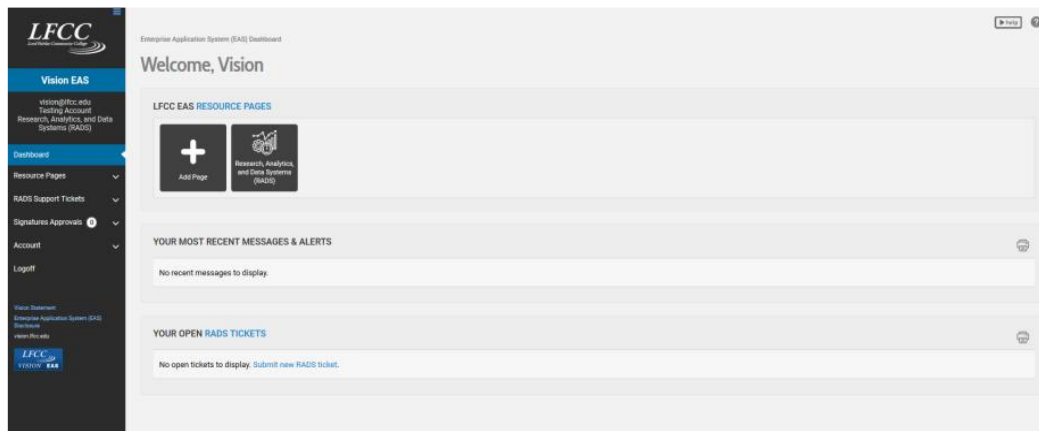 LFCC
Lord Fairfax Community College
Vision EAS
vision@lfcc.edu
Testing Account
Research, Analytics, and Data
Systems (RADS)
Dashboard
Resource Pages
RADS Support Tickets
Signatures Approvals 0
Account
Logoff
Vision Statement
Enterprise Application System (EAS)
Disclosure
vision.lfcc.edu
LFCC
VISION EAS
help
?
Enterprise Application System (EAS) Dashboard
Welcome, Vision
LFCC EAS RESOURCE PAGES
Add Page
Research, Analytics,
and Data Systems
(RADS)
YOUR MOST RECENT MESSAGES & ALERTS
No recent messages to display.
YOUR OPEN RADS TICKETS
No open tickets to display. Submit new RADS ticket.